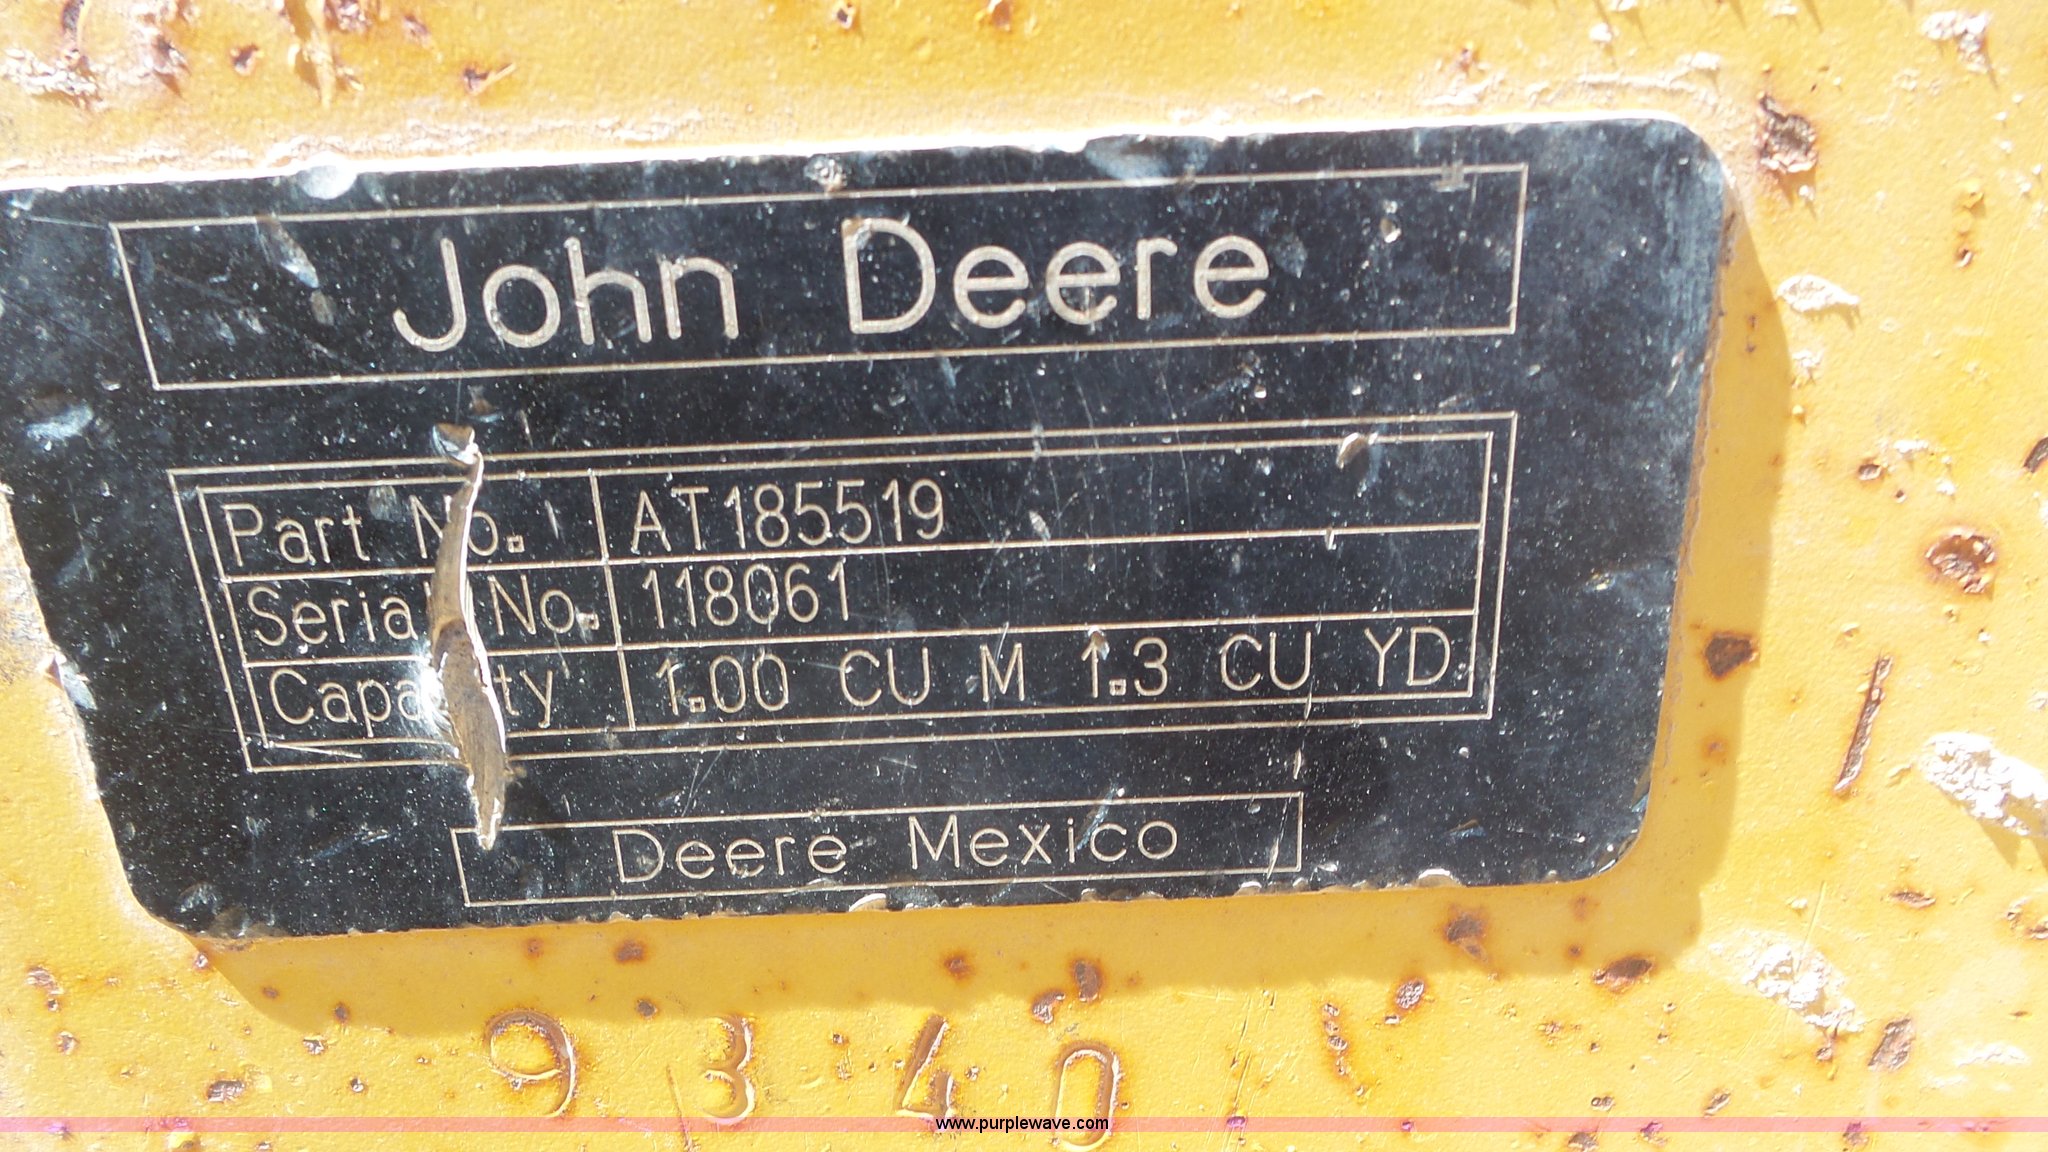 John Deere
Part No. AT185519
Serial No. 118061
Capacity 1.00 CU M 1.3 CU YD
Deere Mexico
9340
www.purplewave.com